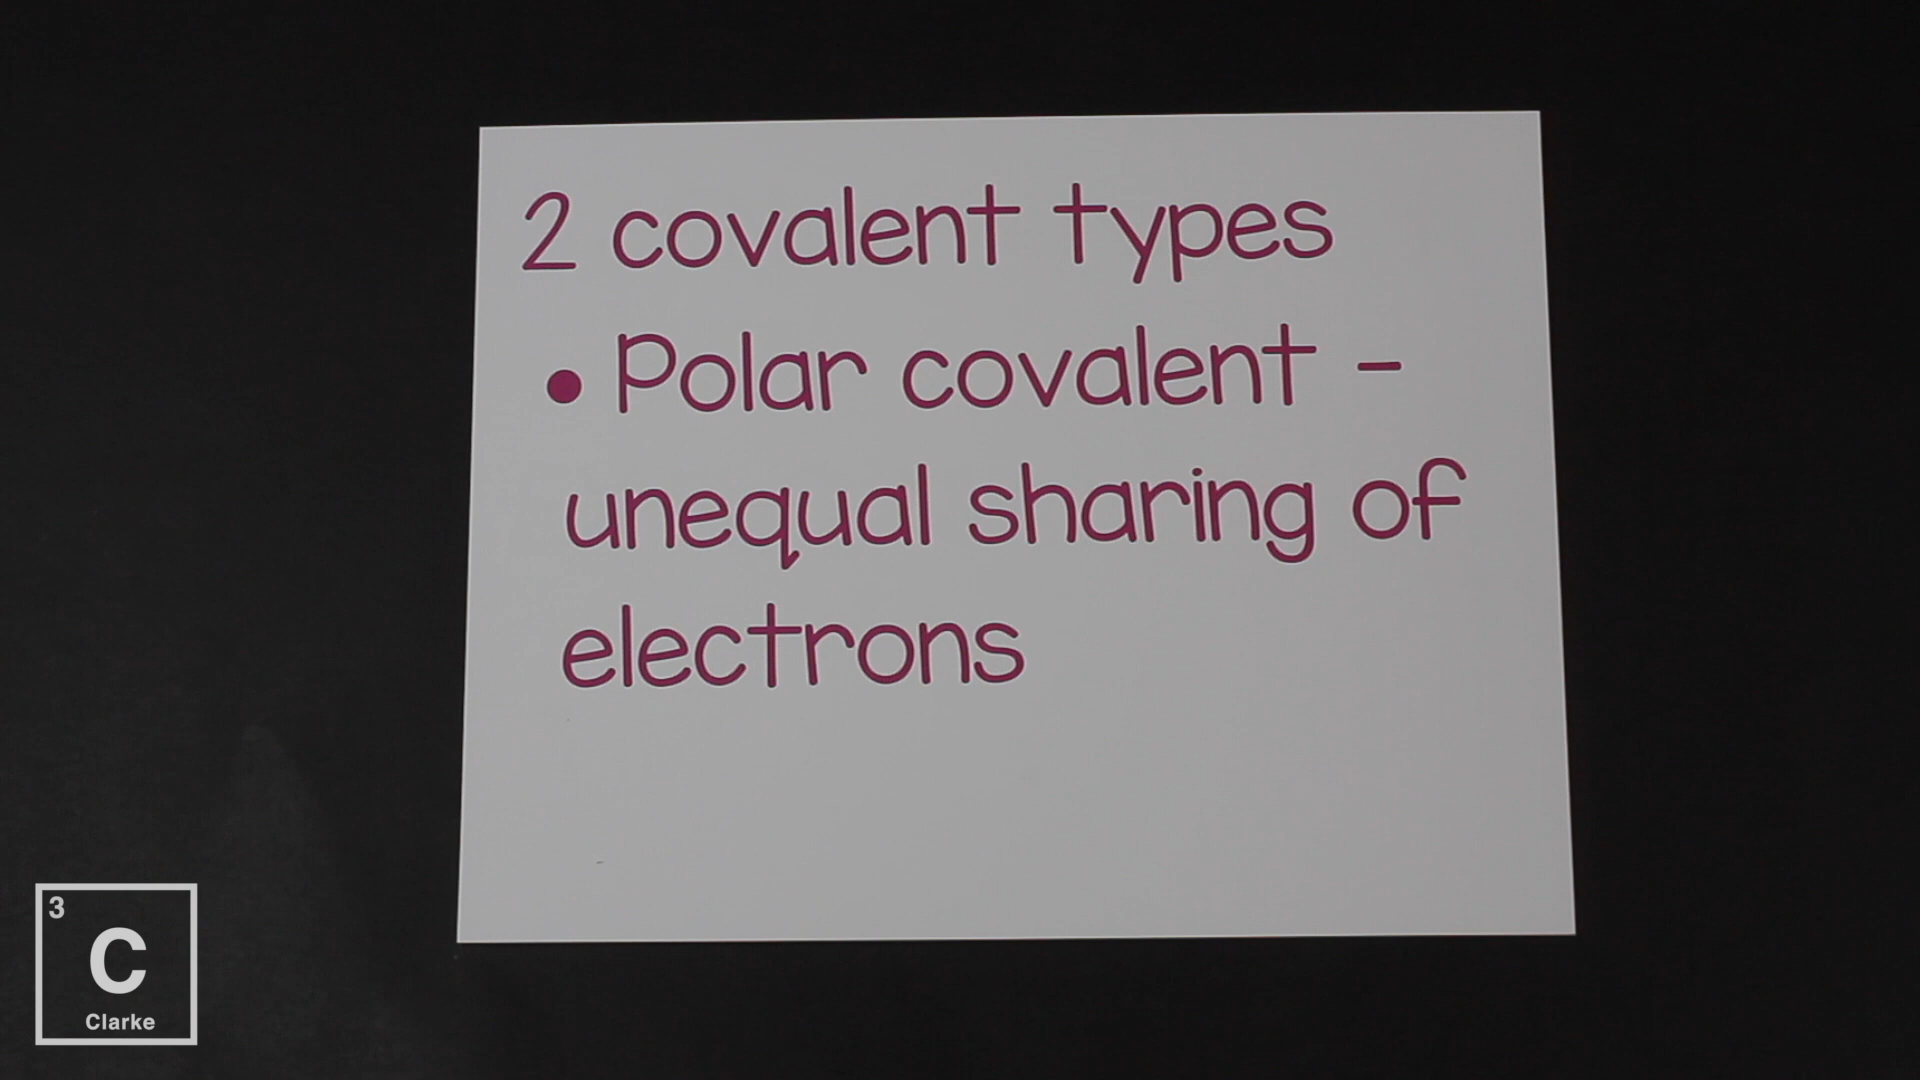 2 covalent types
• Polar covalent -
unequal sharing of
electrons
3
C
Clarke